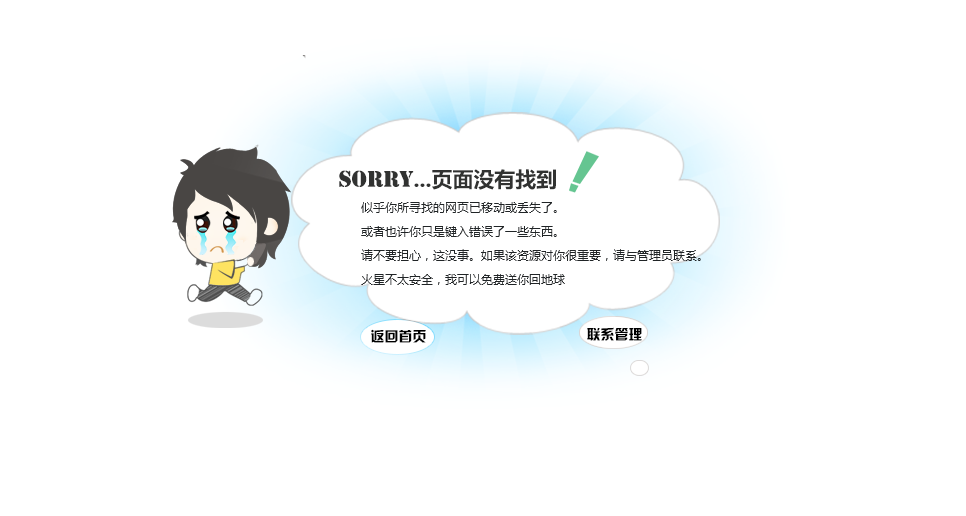 SORRY...页面没有找到!
似乎你所寻找的网页已移动或丢失了。
或者也许你只是键入错误了一些东西。
请不要担心，这没事。如果该资源对你很重要，请与管理员联系。
火星不太安全，我可以免费送你回地球
返回首页
联系管理